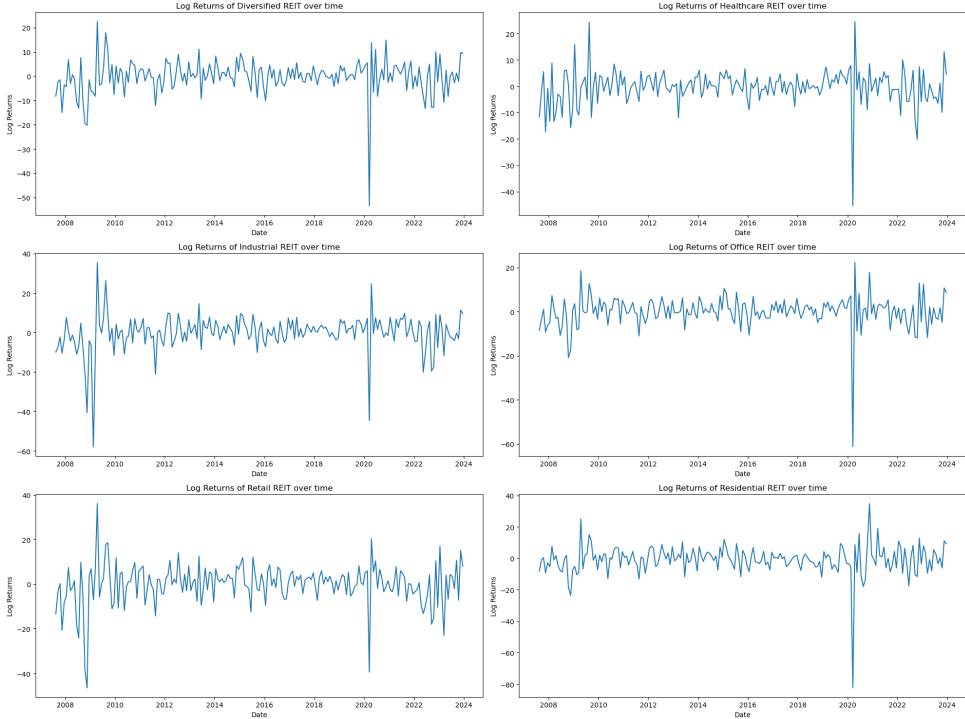 Log Returns of Diversified REIT over time
20
10
0
−10
−20
−30
−40
−50
Log Returns
2008 2010 2012 2014 2016 2018 2020 2022 2024
Date
Log Returns of Healthcare REIT over time
20
10
0
−10
−20
−30
−40
Log Returns
2008 2010 2012 2014 2016 2018 2020 2022 2024
Date
Log Returns of Industrial REIT over time
40
20
0
−20
−40
−60
Log Returns
2008 2010 2012 2014 2016 2018 2020 2022 2024
Date
Log Returns of Office REIT over time
20
0
−20
−40
−60
Log Returns
2008 2010 2012 2014 2016 2018 2020 2022 2024
Date
Log Returns of Retail REIT over time
40
20
0
−20
−40
Log Returns
2008 2010 2012 2014 2016 2018 2020 2022 2024
Date
Log Returns of Residential REIT over time
40
20
0
−20
−40
−60
−80
Log Returns
2008 2010 2012 2014 2016 2018 2020 2022 2024
Date